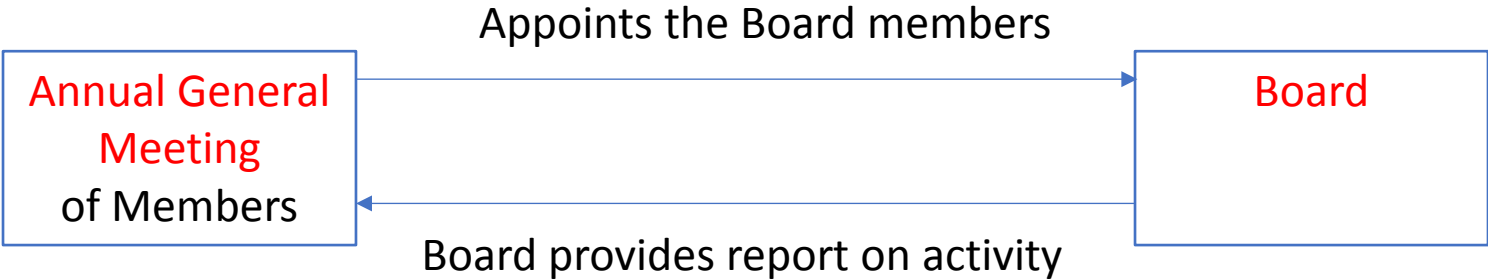 Appoints the Board members
Annual General
Meeting
of Members
Board
Board provides report on activity